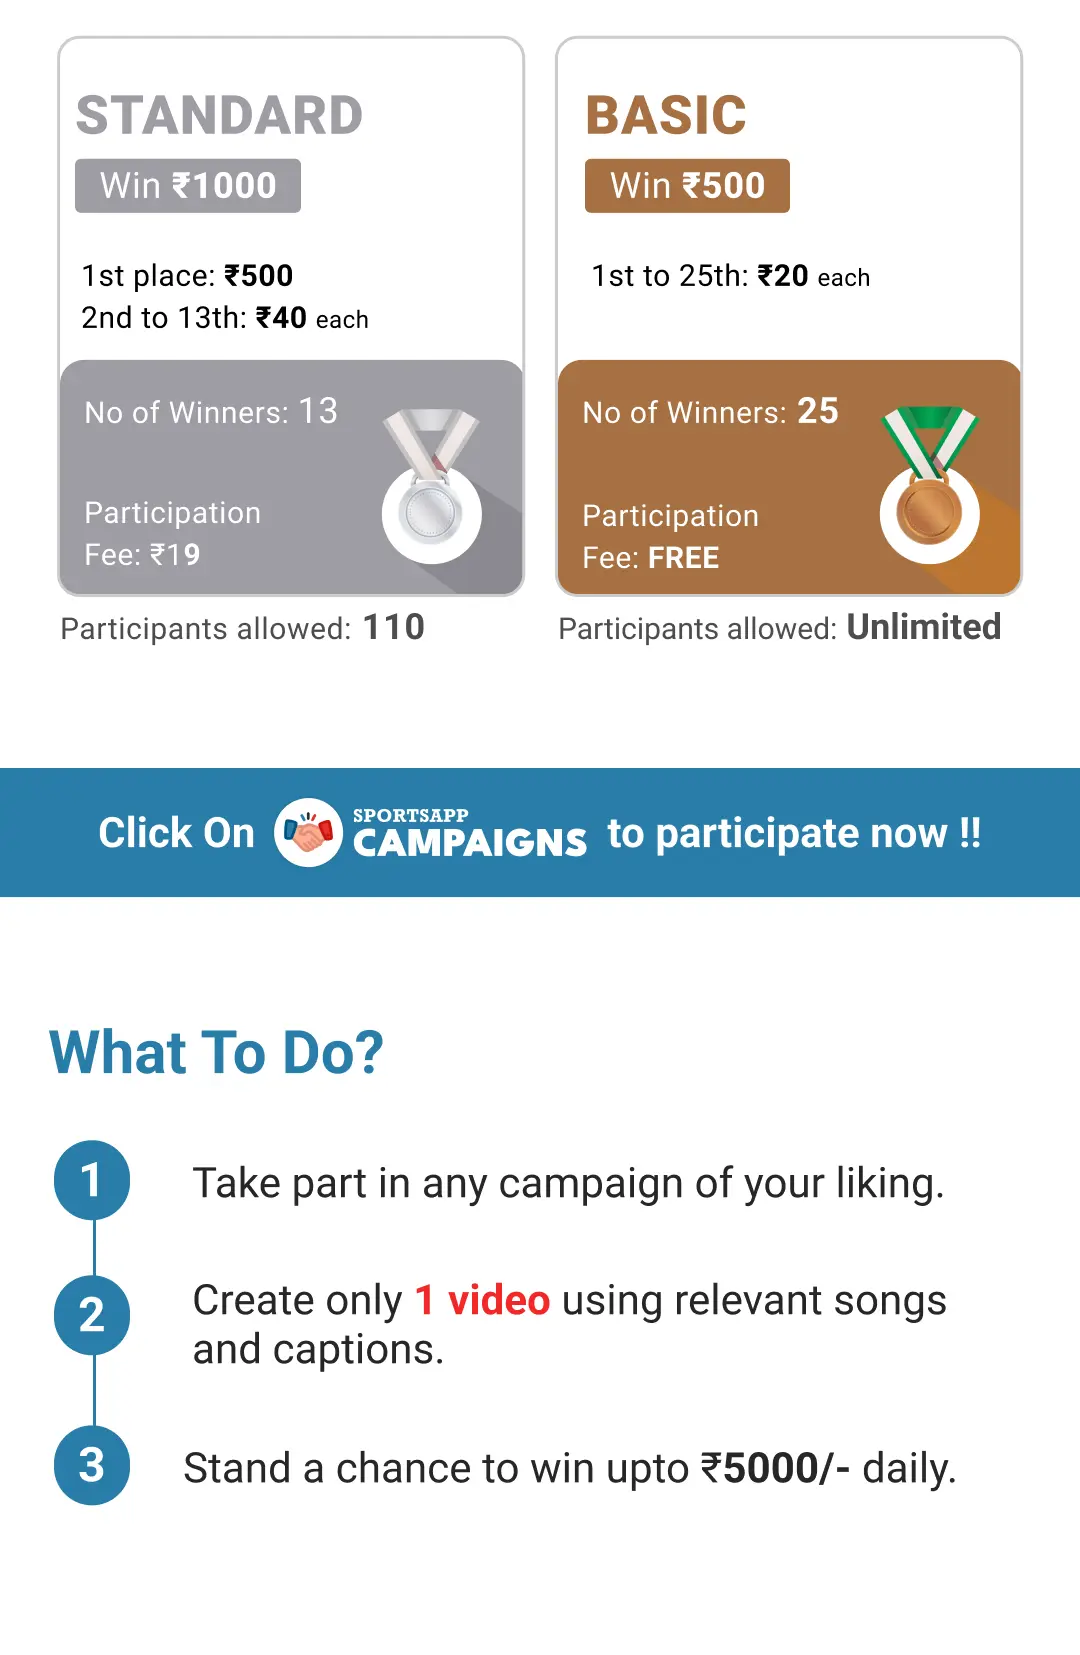 STANDARD
Win ₹1000
1st place: ₹500
2nd to 13th: ₹40 each
No of Winners: 13
Participation
Fee: ₹19
Participants allowed: 110
BASIC
Win ₹500
1st to 25th: ₹20 each
No of Winners: 25
Participation
Fee: FREE
Participants allowed: Unlimited
Click On SPORTSAPP CAMPAIGNS to participate now !!
What To Do?
1 Take part in any campaign of your liking.
2 Create only 1 video using relevant songs
and captions.
3 Stand a chance to win upto ₹5000/- daily.